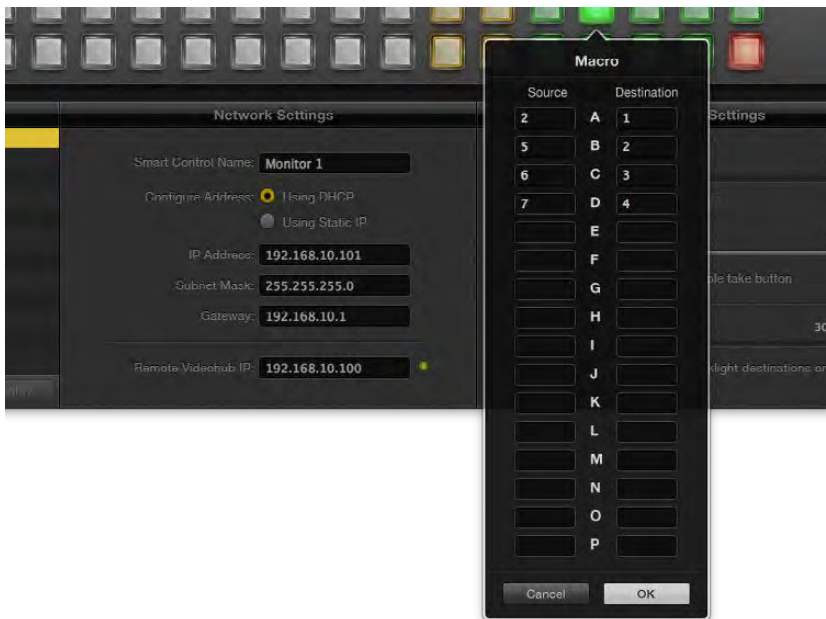 Network Settings
Smart Control Name: Monitor 1
Configure Address: Using DHCP
Using Static IP
IP Address: 192.168.10.101
Subnet Mask: 255.255.255.0
Gateway: 192.168.10.1
Remote Videohub IP: 192.168.10.100
Macro
Source Destination
2 A 1
5 B 2
6 C 3
7 D 4
E
F
G
H
I
J
K
L
M
N
O
P
Cancel OK
Settings
take button
destinations